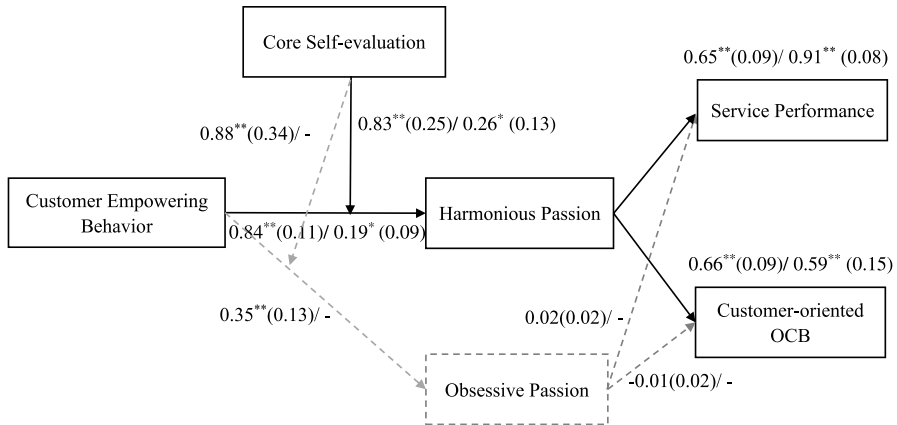 Core Self-evaluation
0.65**(0.09)/ 0.91** (0.08)
Service Performance
0.88**(0.34)/ -
0.83**(0.25)/ 0.26* (0.13)
Customer Empowering
Behavior
Harmonious Passion
0.84**(0.11)/ 0.19* (0.09)
0.66**(0.09)/ 0.59** (0.15)
Customer-oriented
OCB
0.35**(0.13)/ -
0.02(0.02)/ -
Obsessive Passion
-0.01(0.02)/ -